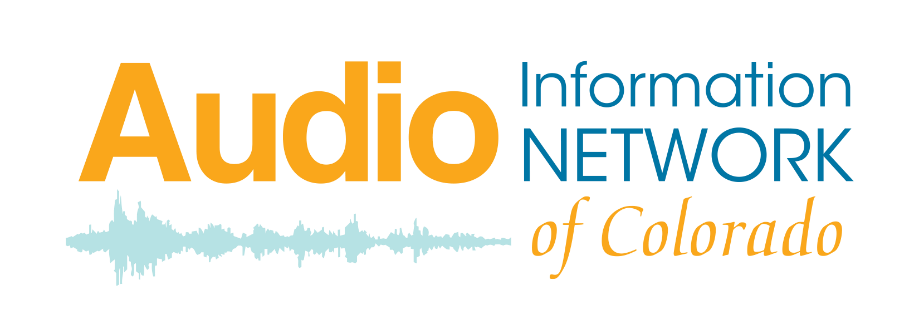 Audio
Information
NETWORK
of Colorado